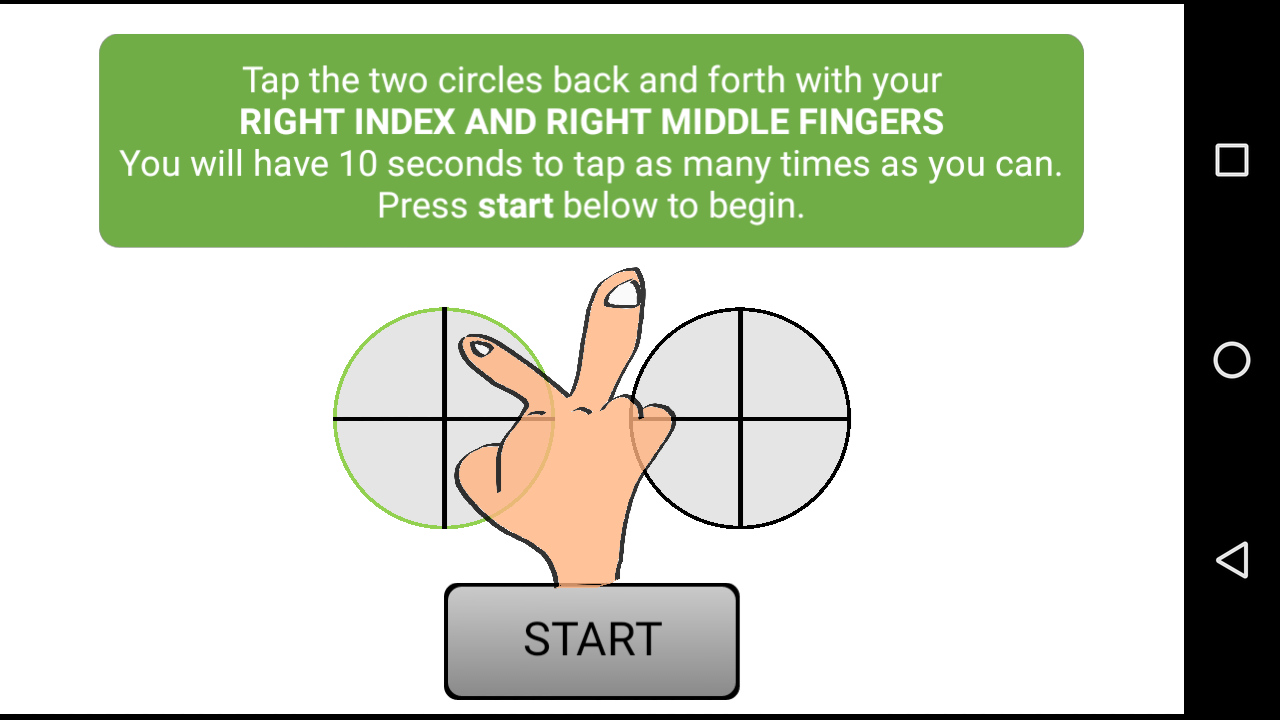 Tap the two circles back and forth with your
RIGHT INDEX AND RIGHT MIDDLE FINGERS
You will have 10 seconds to tap as many times as you can.
Press start below to begin.
START